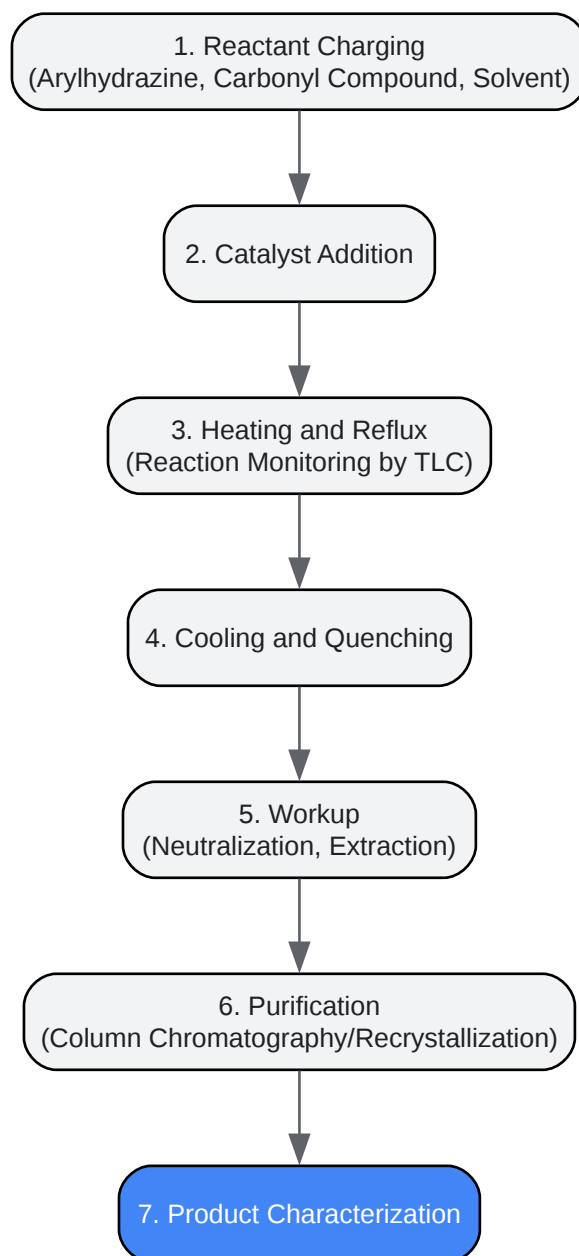 1. Reactant Charging
(Arylhydrazine, Carbonyl Compound, Solvent)
2. Catalyst Addition
3. Heating and Reflux
(Reaction Monitoring by TLC)
4. Cooling and Quenching
5. Workup
(Neutralization, Extraction)
6. Purification
(Column Chromatography/Recrystallization)
7. Product Characterization